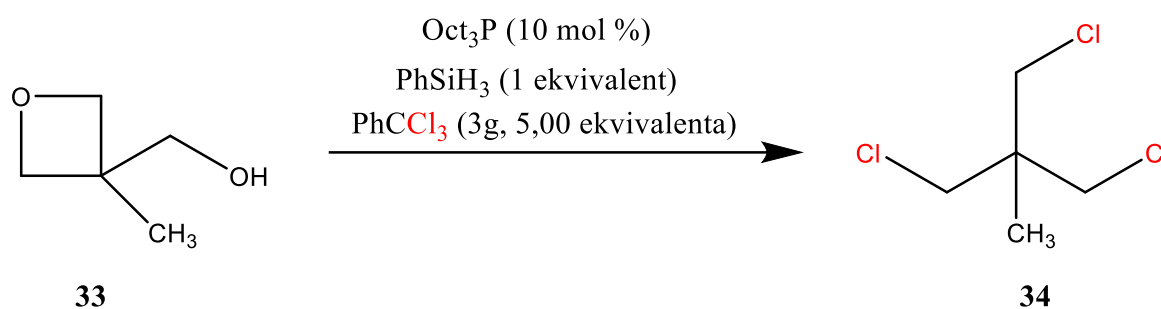 Oct3P (10 mol %)
PhSiH3 (1 ekvivalent)
PhCCl3 (3g, 5,00 ekvivalenta)
O
OH
CH3
33
Cl
Cl
C
CH3
34